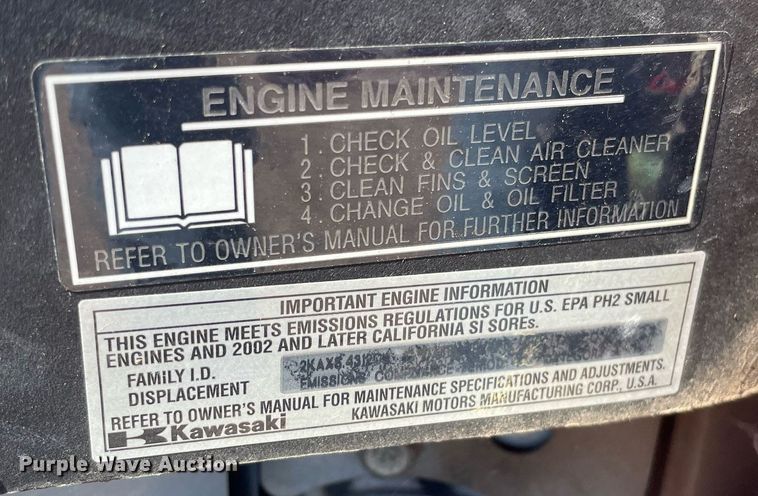 ENGINE MAINTENANCE
1. CHECK OIL LEVEL
2. CHECK & CLEAN AIR CLEANER
3. CLEAN FINS & SCREEN
4. CHANGE OIL & OIL FILTER
REFER TO OWNER'S MANUAL FOR FURTHER INFORMATION
IMPORTANT ENGINE INFORMATION
THIS ENGINE MEETS EMISSIONS REGULATIONS FOR U.S. EPA PH2 SMALL
ENGINES AND 2002 AND LATER CALIFORNIA SI SORES.
FAMILY I.D.
DISPLACEMENT
REFER TO OWNER'S MANUAL FOR MAINTENANCE SPECIFICATIONS AND ADJUSTMENTS.
Kawasaki KAWASAKI MOTORS MANUFACTURING CORP., U.S.A.
Purple Wave Auction